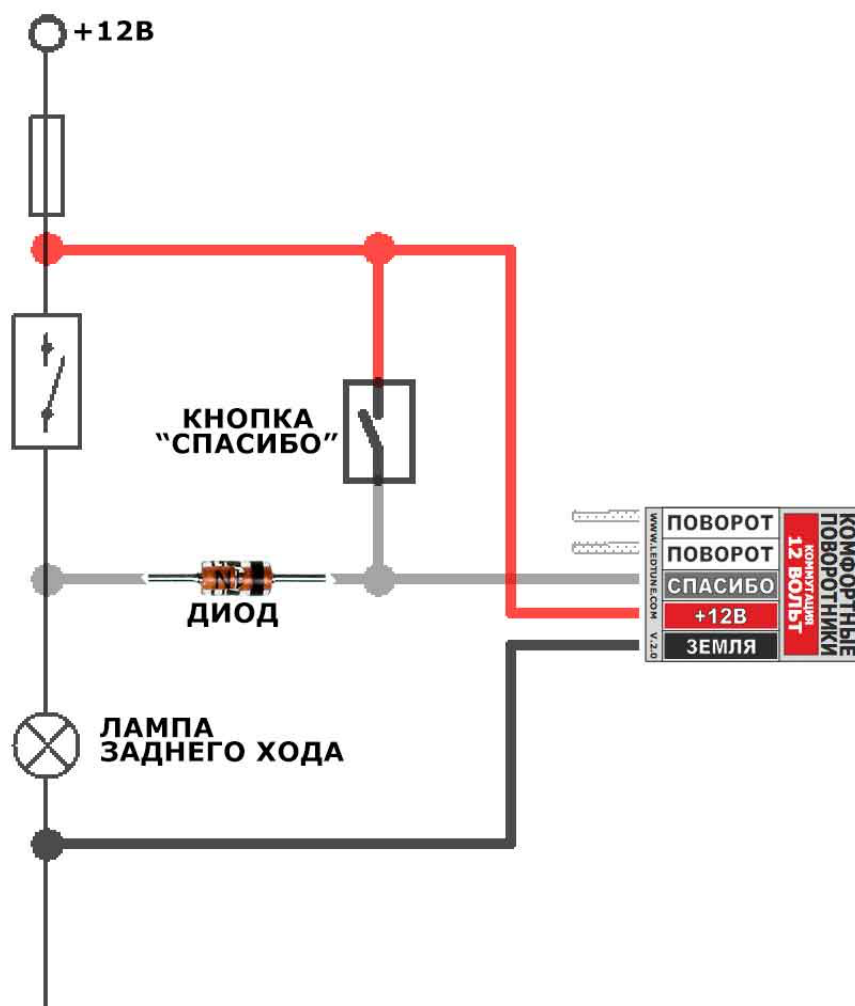 +12В
КНОПКА
“СПАСИБО”
ДИОД
ЛАМПА
ЗАДНЕГО ХОДА
WWW.LEDTUNE.COM V.2.0
ПОВОРОТ
ПОВОРОТ
СПАСИБО
+12В
ЗЕМЛЯ
КОММУТАЦИЯ
12 ВОЛЬТ
КОМФОРТНЫЕ
ПОВОРОТНИКИ